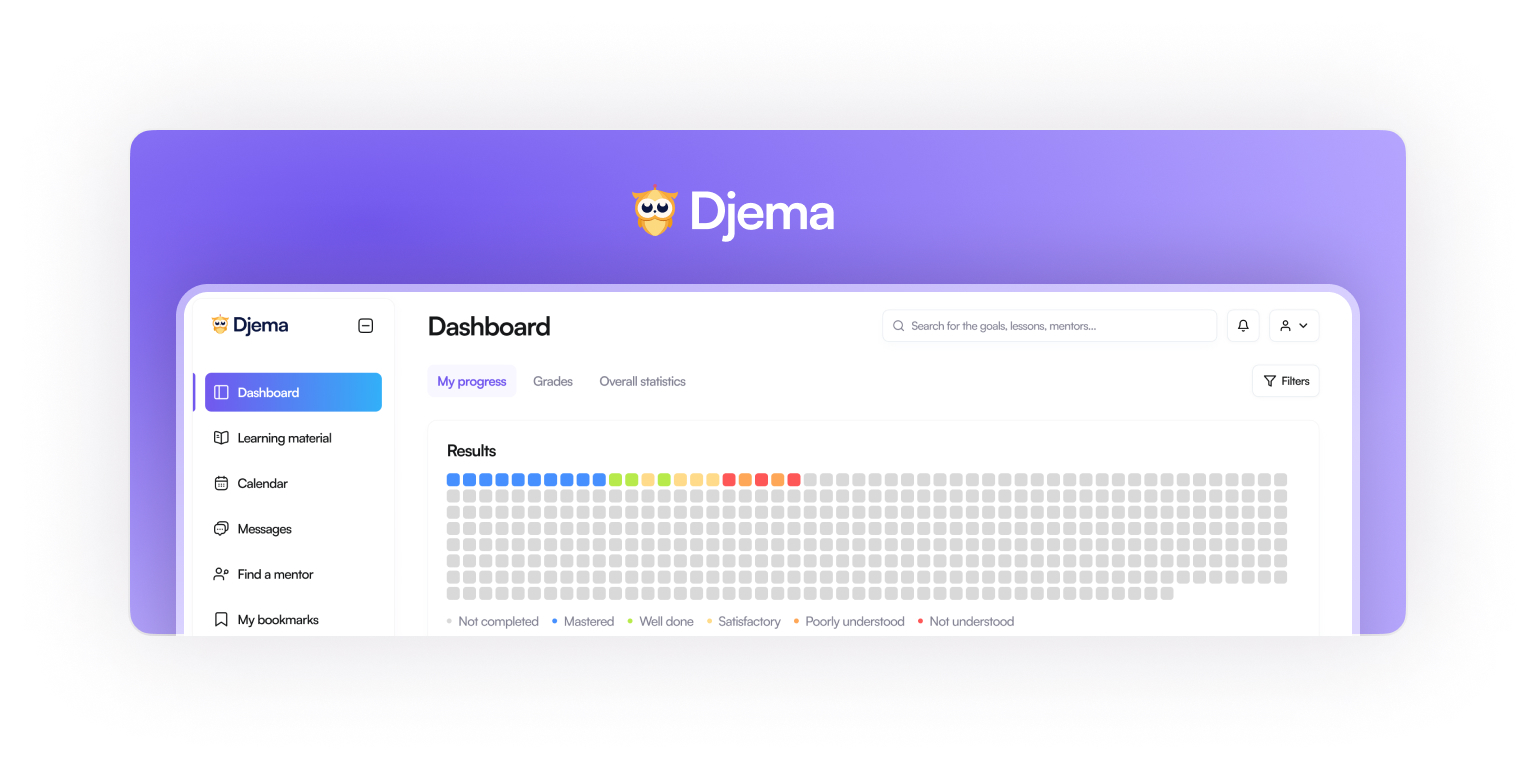 Djema
Djema
Dashboard
Search for the goals, lessons, mentors...
Dashboard
Learning material
Calendar
Messages
Find a mentor
My bookmarks
My progress
Grades
Overall statistics
Filters
Results
Not completed
Mastered
Well done
Satisfactory
Poorly understood
Not understood